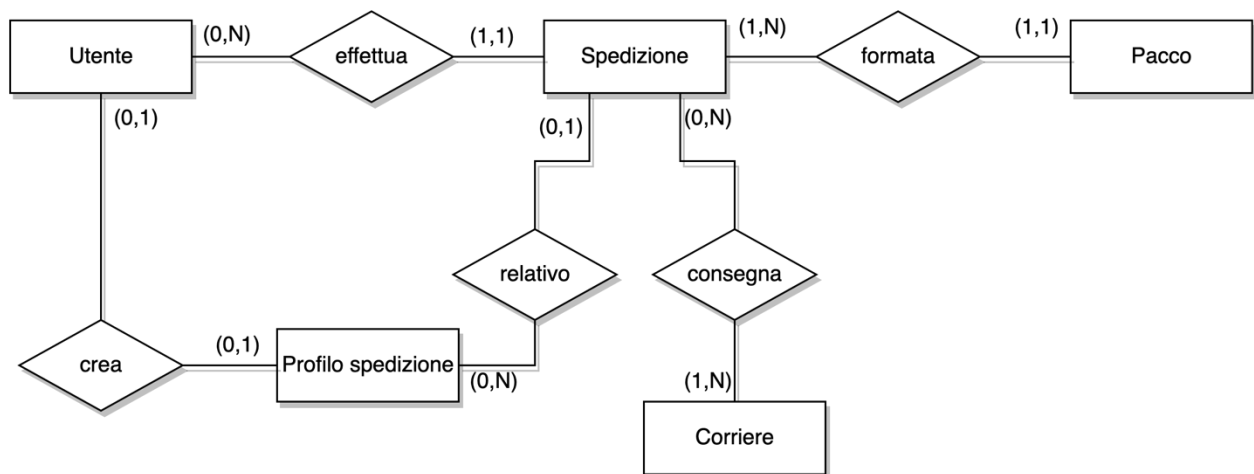 (0,N)
(1,1)
(1,N)
(1,1)
Utente
effettua
Spedizione
formata
Pacco
(0,1)
(0,1)
(0,N)
relativo
consegna
(0,1)
crea
Profilo spedizione
(0,N)
(1,N)
Corriere